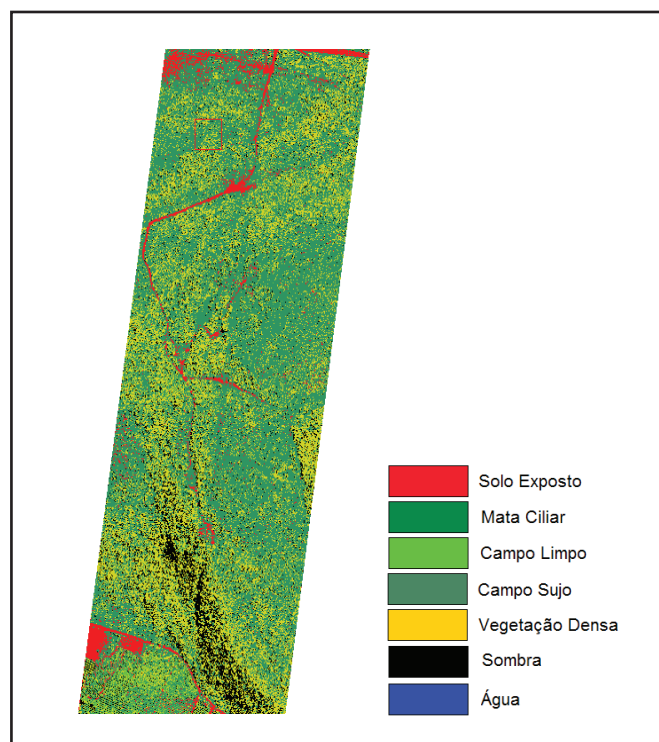 Solo Exposto
Mata Ciliar
Campo Limpo
Campo Sujo
Vegetação Densa
Sombra
Água